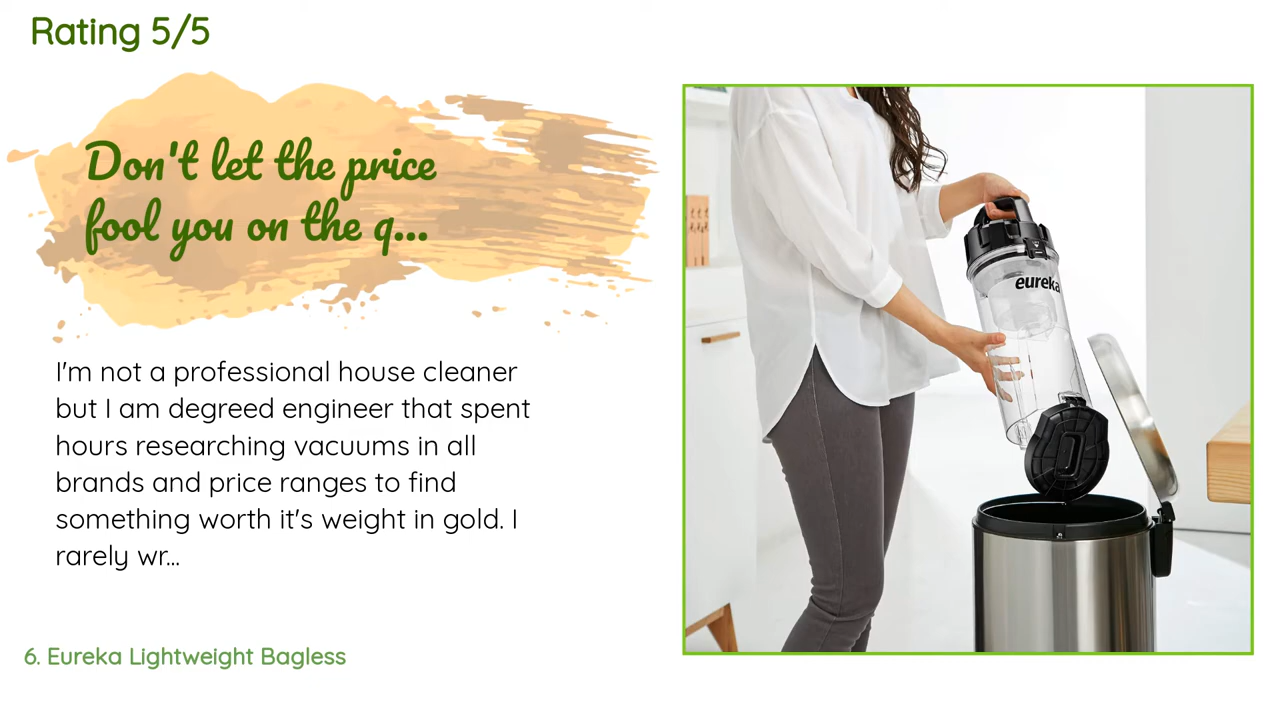 Rating 5/5
Don't let the price
fool you on the q...
I'm not a professional house cleaner
but I am degreed engineer that spent
hours researching vacuums in all
brands and price ranges to find
something worth it's weight in gold. I
rarely wr...
eureka
6. Eureka Lightweight Bagless